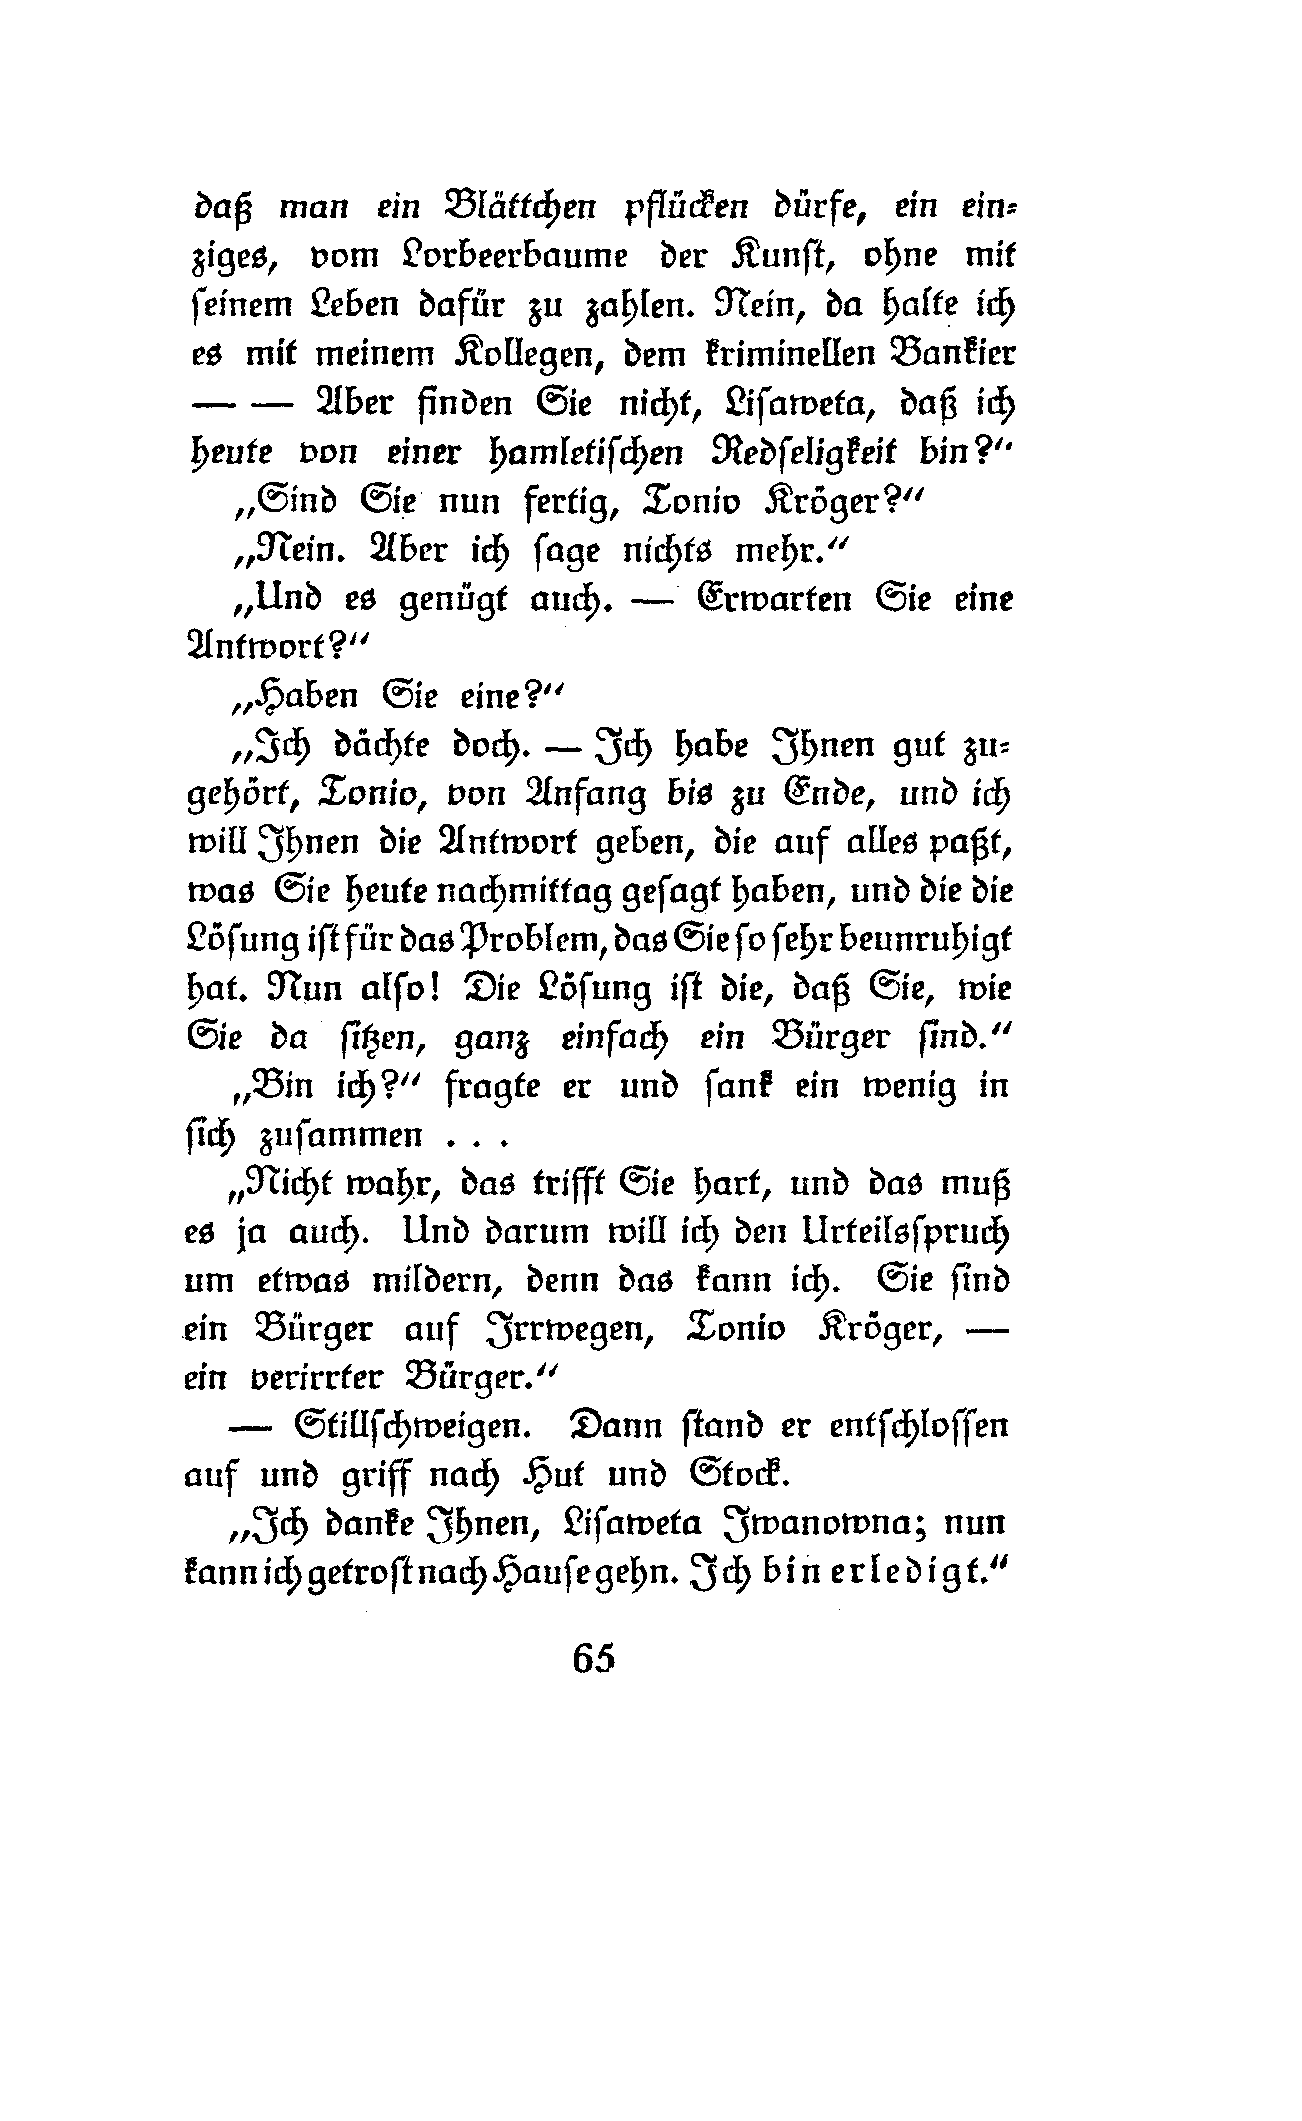 daß man ein Blättchen pflücken dürfe, ein ein-
ziges, vom Lorbeerbaume der Kunst, ohne mit
seinem Leben dafür zu zahlen. Nein, da halte ich
es mit meinem Kollegen, dem kriminellen Bankier
— — Aber finden Sie nicht, Lisaweta, daß ich
heute von einer hamletischen Redseligkeit bin?“
„Sind Sie nun fertig, Tonio Kröger?“
„Nein. Aber ich sage nichts mehr.“
„Und es genügt auch. — Erwarten Sie eine
Antwort?“
„Haben Sie eine?“
„Ich dächte doch. — Ich habe Ihnen gut zu-
gehört, Tonio, von Anfang bis zu Ende, und ich
will Ihnen die Antwort geben, die auf alles paßt,
was Sie heute nachmittag gesagt haben, und die die
Lösung ist für das Problem, das Sie so sehr beunruhigt
hat. Nun also! Die Lösung ist die, daß Sie, wie
Sie da sitzen, ganz einfach ein Bürger sind.“
„Bin ich?“ fragte er und sank ein wenig in
sich zusammen . . .
„Nicht wahr, das trifft Sie hart, und das muß
es ja auch. Und darum will ich den Urteilsspruch
um etwas mildern, denn das kann ich. Sie sind
ein Bürger auf Irrwegen, Tonio Kröger, —
ein verirrter Bürger.“
— Stillschweigen. Dann stand er entschlossen
auf und griff nach Hut und Stock.
„Ich danke Ihnen, Lisaweta Iwanowna; nun
kann ich getrost nach Hause gehn. Ich bin erledigt.“
65